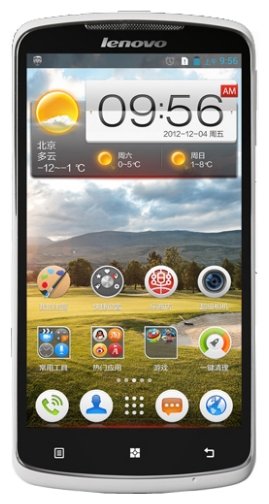 lenovo
上午 9:56
09:56
AM
2012-12-04 周五
北京
多云
-12~-1 ℃
周六
0~5℃
周日
1~8℃
常用工具
热门应用
游戏
一键清理